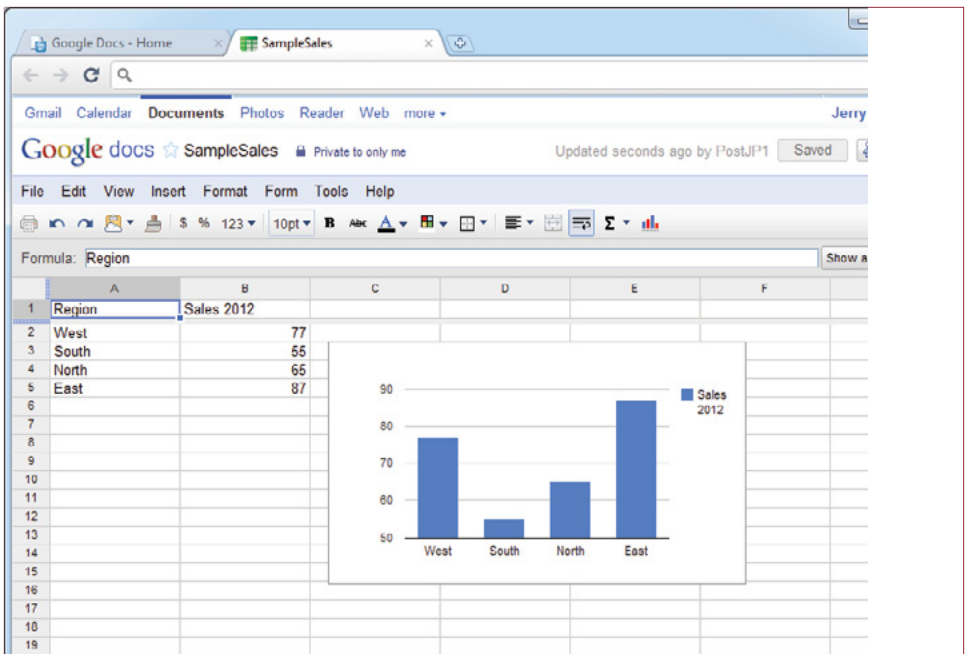 Google Docs - Home SampleSales
Gmail Calendar Documents Photos Reader Web more Jerry
Google docs SampleSales Private to only me Updated seconds ago by PostJP1 Saved
File Edit View Insert Format Form Tools Help
$ % 123 10pt B Abc A Σ
Formula: Region Show a
A B C D E F
1 Region Sales 2012
2 West 77
3 South 55
4 North 65
5 East 87
6
7
8
9
10
11
12
13
14
15
16
17
18
19
90
80
70
60
50
West South North East
Sales
2012